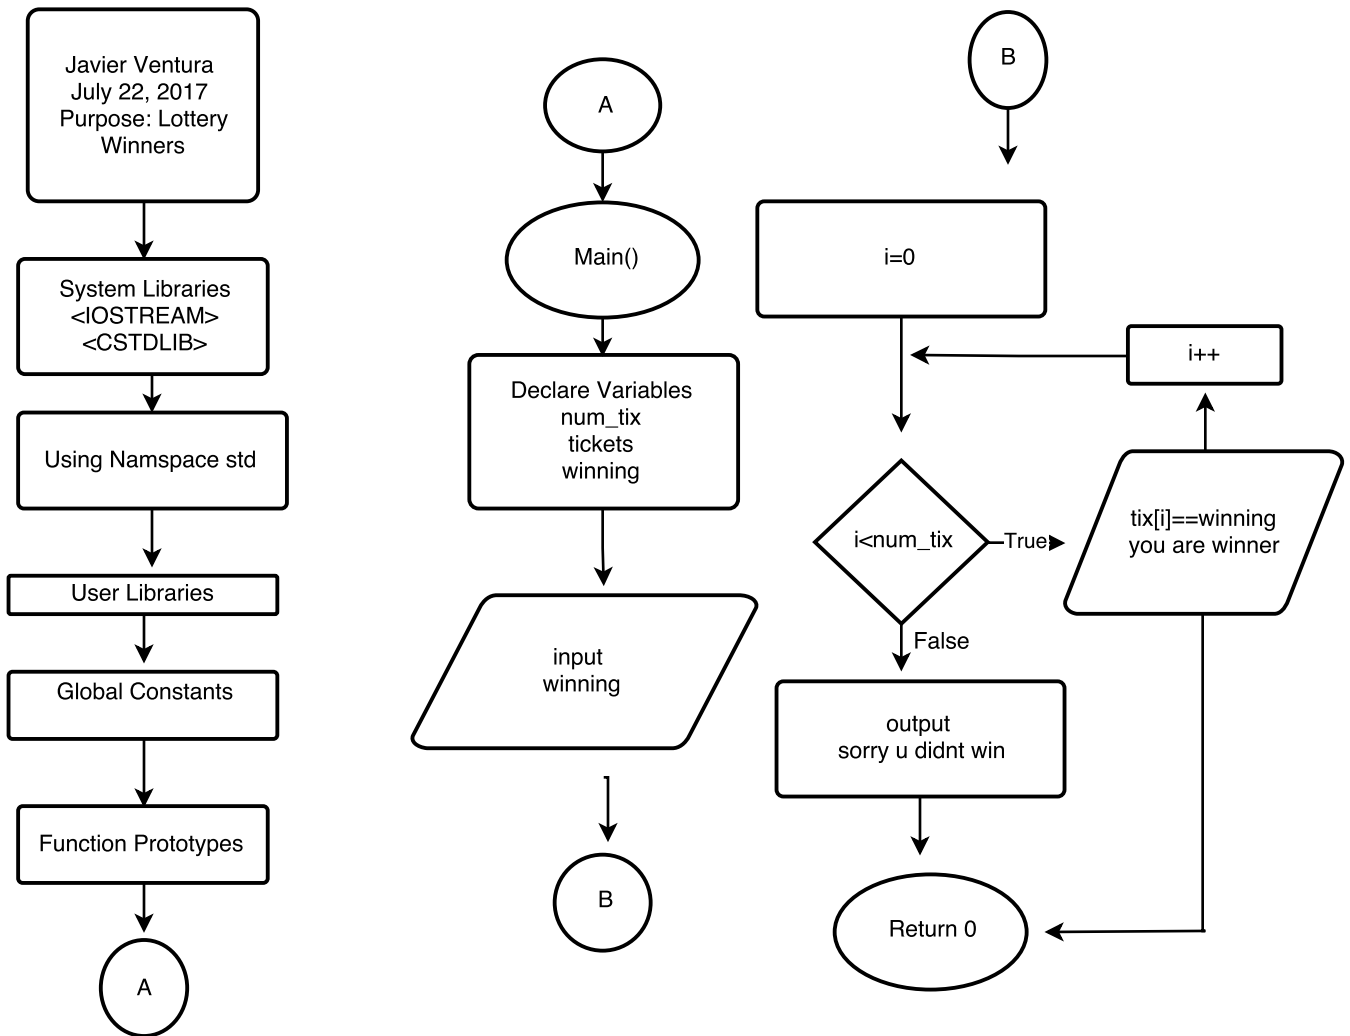 Javier Ventura
July 22, 2017
Purpose: Lottery
Winners
System Libraries
<IOSTREAM>
<CSTDLIB>
Using Namspace std
User Libraries
Global Constants
Function Prototypes
A
A
Main()
Declare Variables
num_tix
tickets
winning
input
winning
B
B
i=0
i++
i<num_tix
True
tix[i]==winning
you are winner
False
output
sorry u didnt win
Return 0